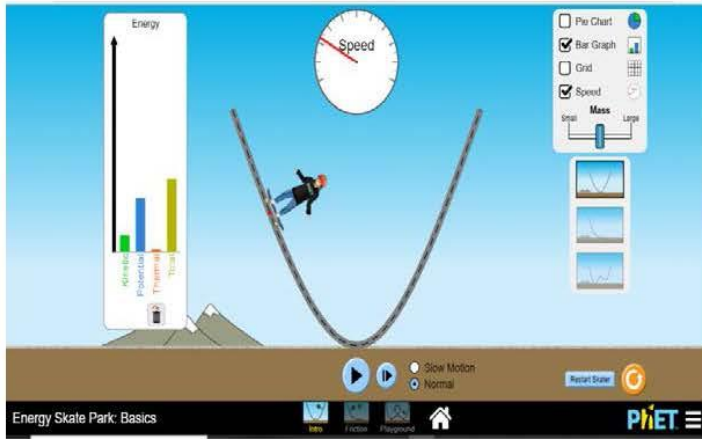 Energy
Kinetic
Potential
Thermal
Total
Speed
Pie Chart
Bar Graph
Grid
Speed
Mass
Small
Large
Slow Motion
Normal
Restart Skater
Energy Skate Park: Basics
Intro
Friction
Playground
PhET